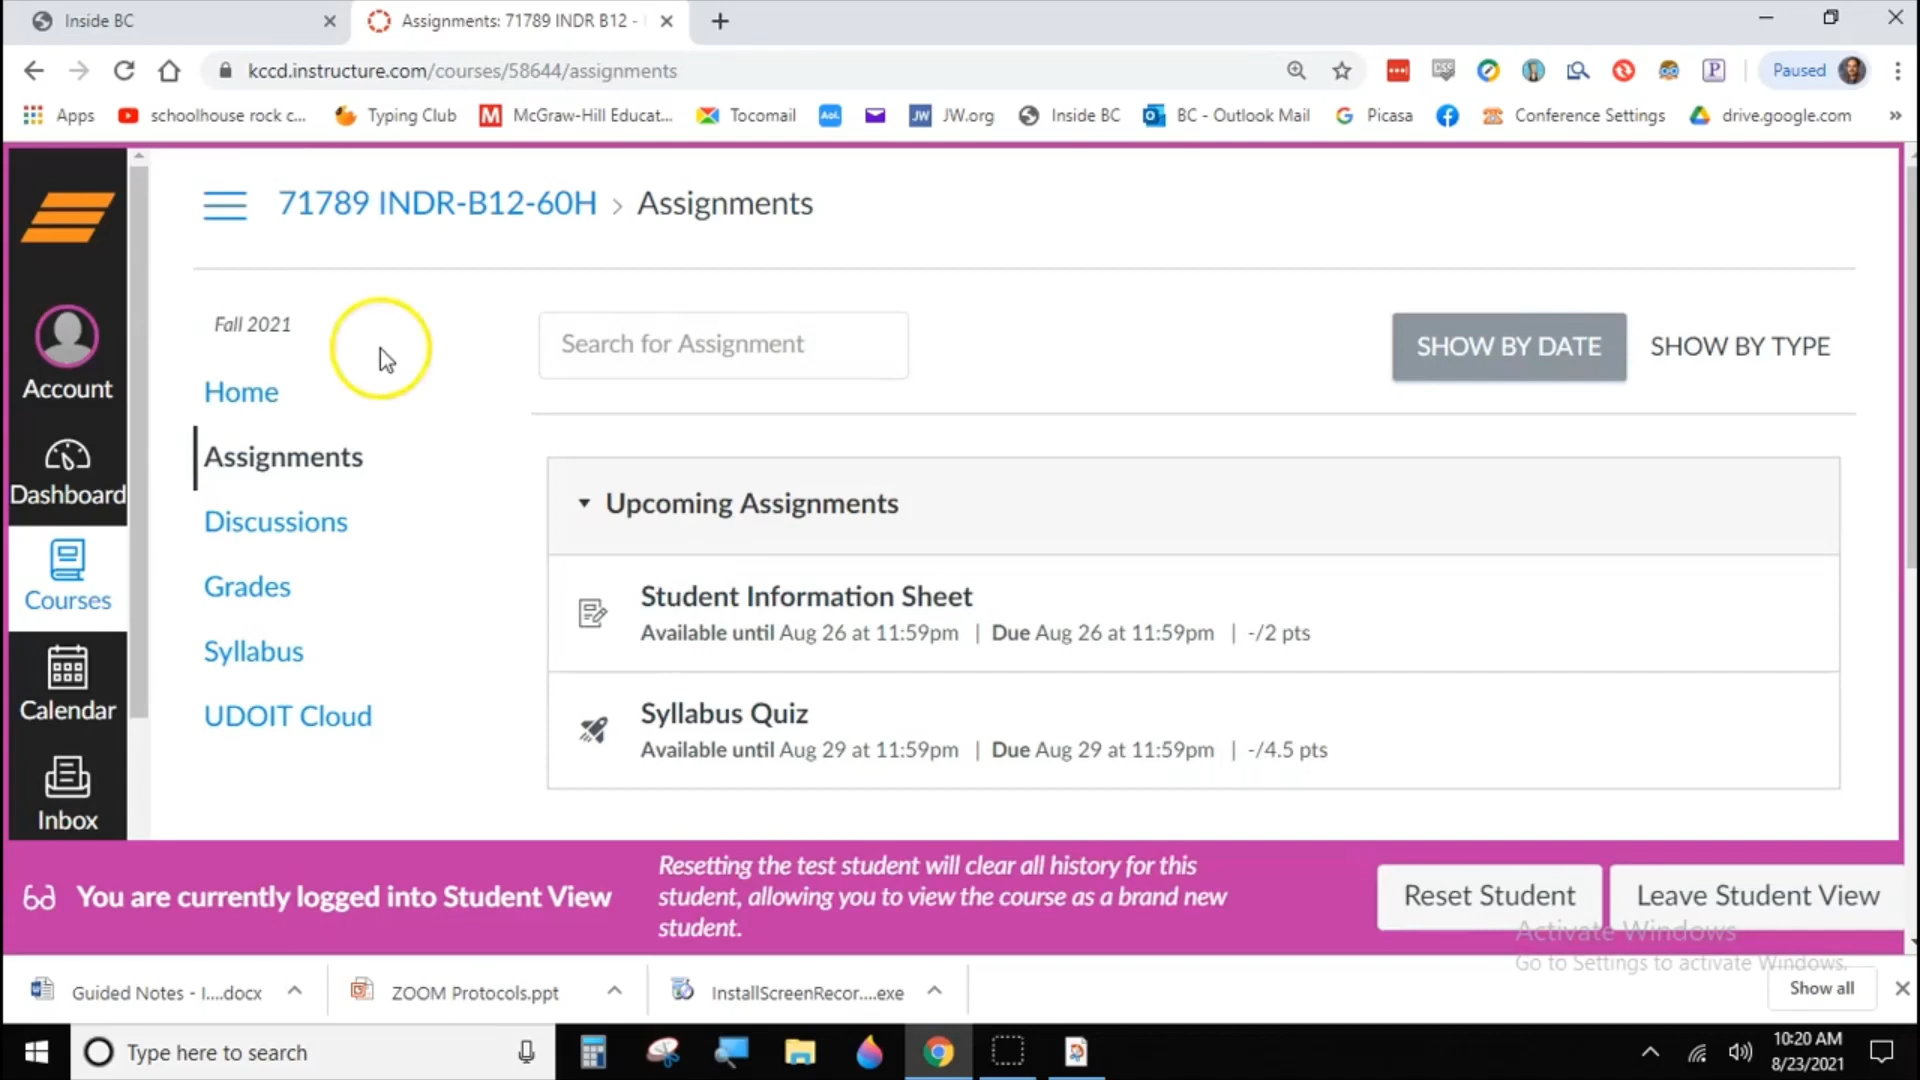 Inside BC
Assignments: 71789 INDR B12 -
kccd.instructure.com/courses/58644/assignments
Paused
Apps
schoolhouse rock c...
Typing Club
McGraw-Hill Educat...
Tocomail
Aol.
JW
JW.org
Inside BC
BC - Outlook Mail
Picasa
Conference Settings
drive.google.com
»
71789 INDR-B12-60H > Assignments
Account
Dashboard
Courses
Calendar
Inbox
Fall 2021
Home
Assignments
Discussions
Grades
Syllabus
UDOIT Cloud
Search for Assignment
SHOW BY DATE
SHOW BY TYPE
Upcoming Assignments
Student Information Sheet
Available until Aug 26 at 11:59pm | Due Aug 26 at 11:59pm | -/2 pts
Syllabus Quiz
Available until Aug 29 at 11:59pm | Due Aug 29 at 11:59pm | -/4.5 pts
You are currently logged into Student View
Resetting the test student will clear all history for this
student, allowing you to view the course as a brand new
student.
Reset Student
Leave Student View
Activate Windows
Go to Settings to activate Windows.
Guided Notes - I....docx
ZOOM Protocols.ppt
InstallScreenRecor....exe
Show all
Type here to search
10:20 AM
8/23/2021